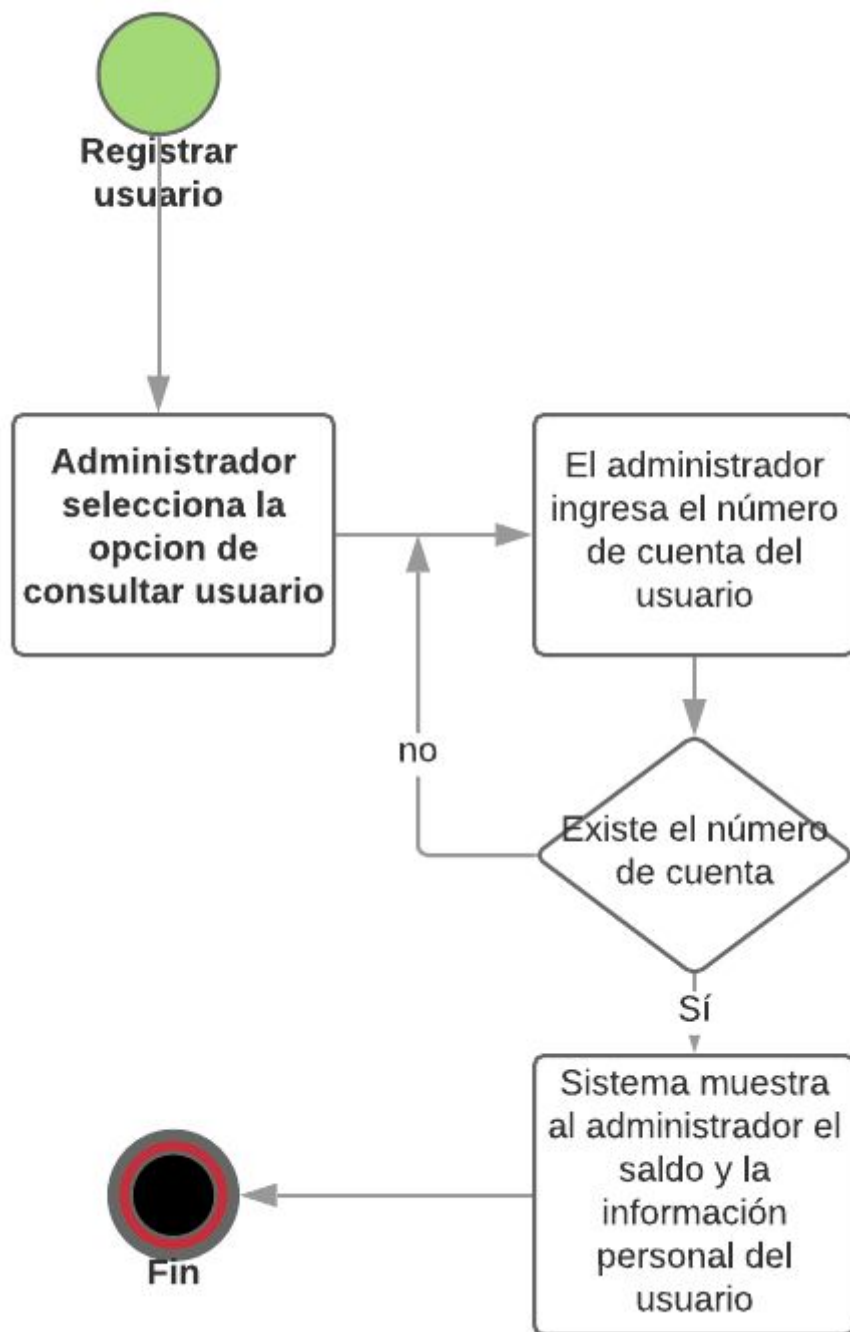 Registrar
usuario
Administrador
selecciona la
opcion de
consultar usuario
El administrador
ingresa el número
de cuenta del
usuario
no
Existe el número
de cuenta
Sí
Sistema muestra
al administrador el
saldo y la
información
personal del
usuario
Fin